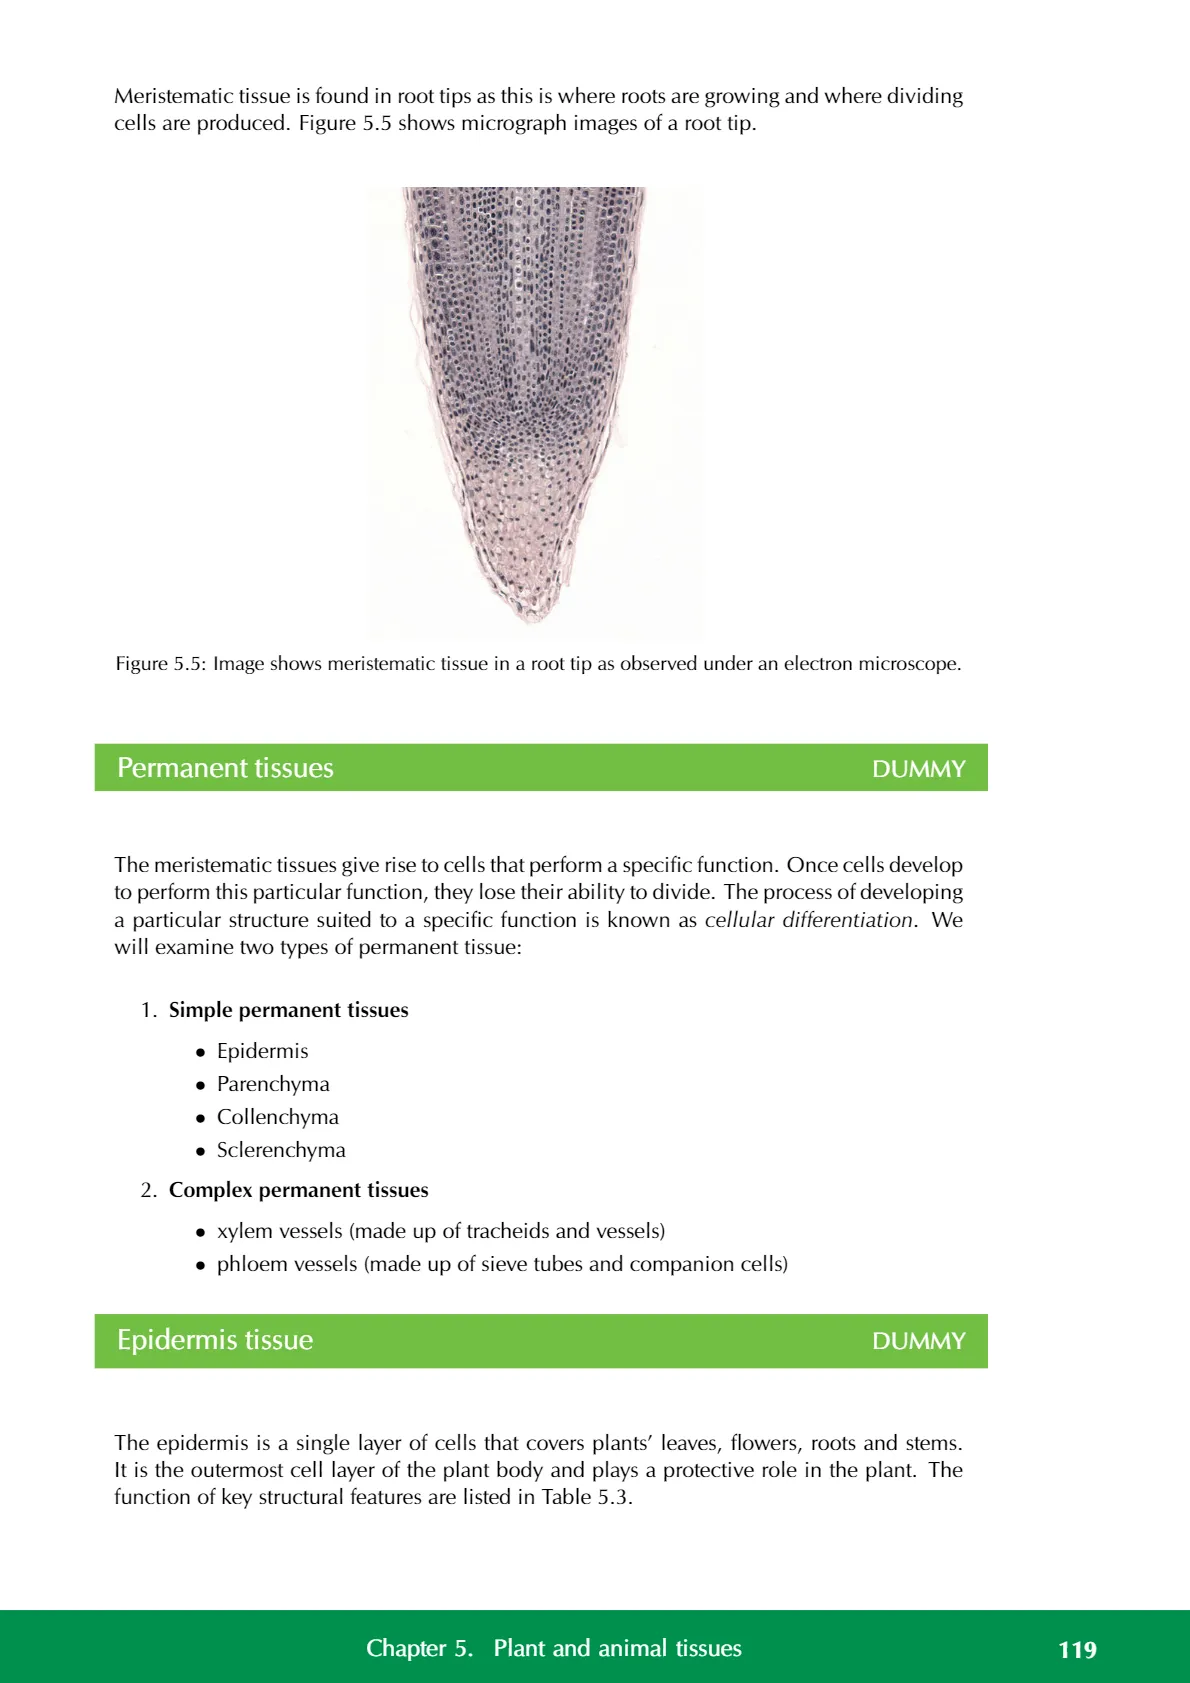 Meristematic tissue is found in root tips as this is where roots are growing and where dividing
cells are produced. Figure 5.5 shows micrograph images of a root tip.
Figure 5.5: Image shows meristematic tissue in a root tip as observed under an electron microscope.
Permanent tissues DUMMY
The meristematic tissues give rise to cells that perform a specific function. Once cells develop
to perform this particular function, they lose their ability to divide. The process of developing
a particular structure suited to a specific function is known as cellular differentiation. We
will examine two types of permanent tissue:
1. Simple permanent tissues
• Epidermis
• Parenchyma
• Collenchyma
• Sclerenchyma
2. Complex permanent tissues
• xylem vessels (made up of tracheids and vessels)
• phloem vessels (made up of sieve tubes and companion cells)
Epidermis tissue DUMMY
The epidermis is a single layer of cells that covers plants’ leaves, flowers, roots and stems.
It is the outermost cell layer of the plant body and plays a protective role in the plant. The
function of key structural features are listed in Table 5.3.
Chapter 5. Plant and animal tissues 119